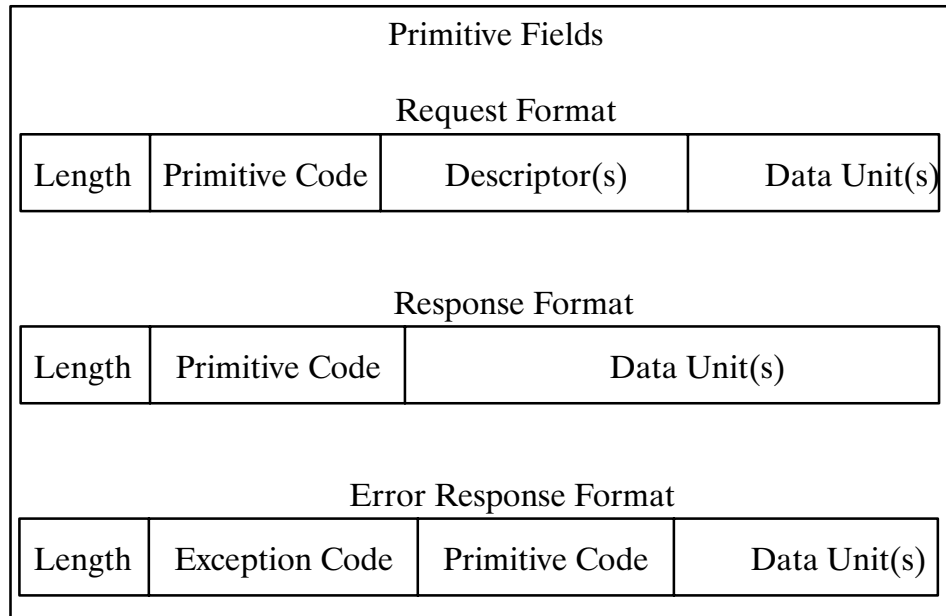 Primitive Fields
Request Format
Length Primitive Code Descriptor(s) Data Unit(s)
Response Format
Length Primitive Code Data Unit(s)
Error Response Format
Length Exception Code Primitive Code Data Unit(s)